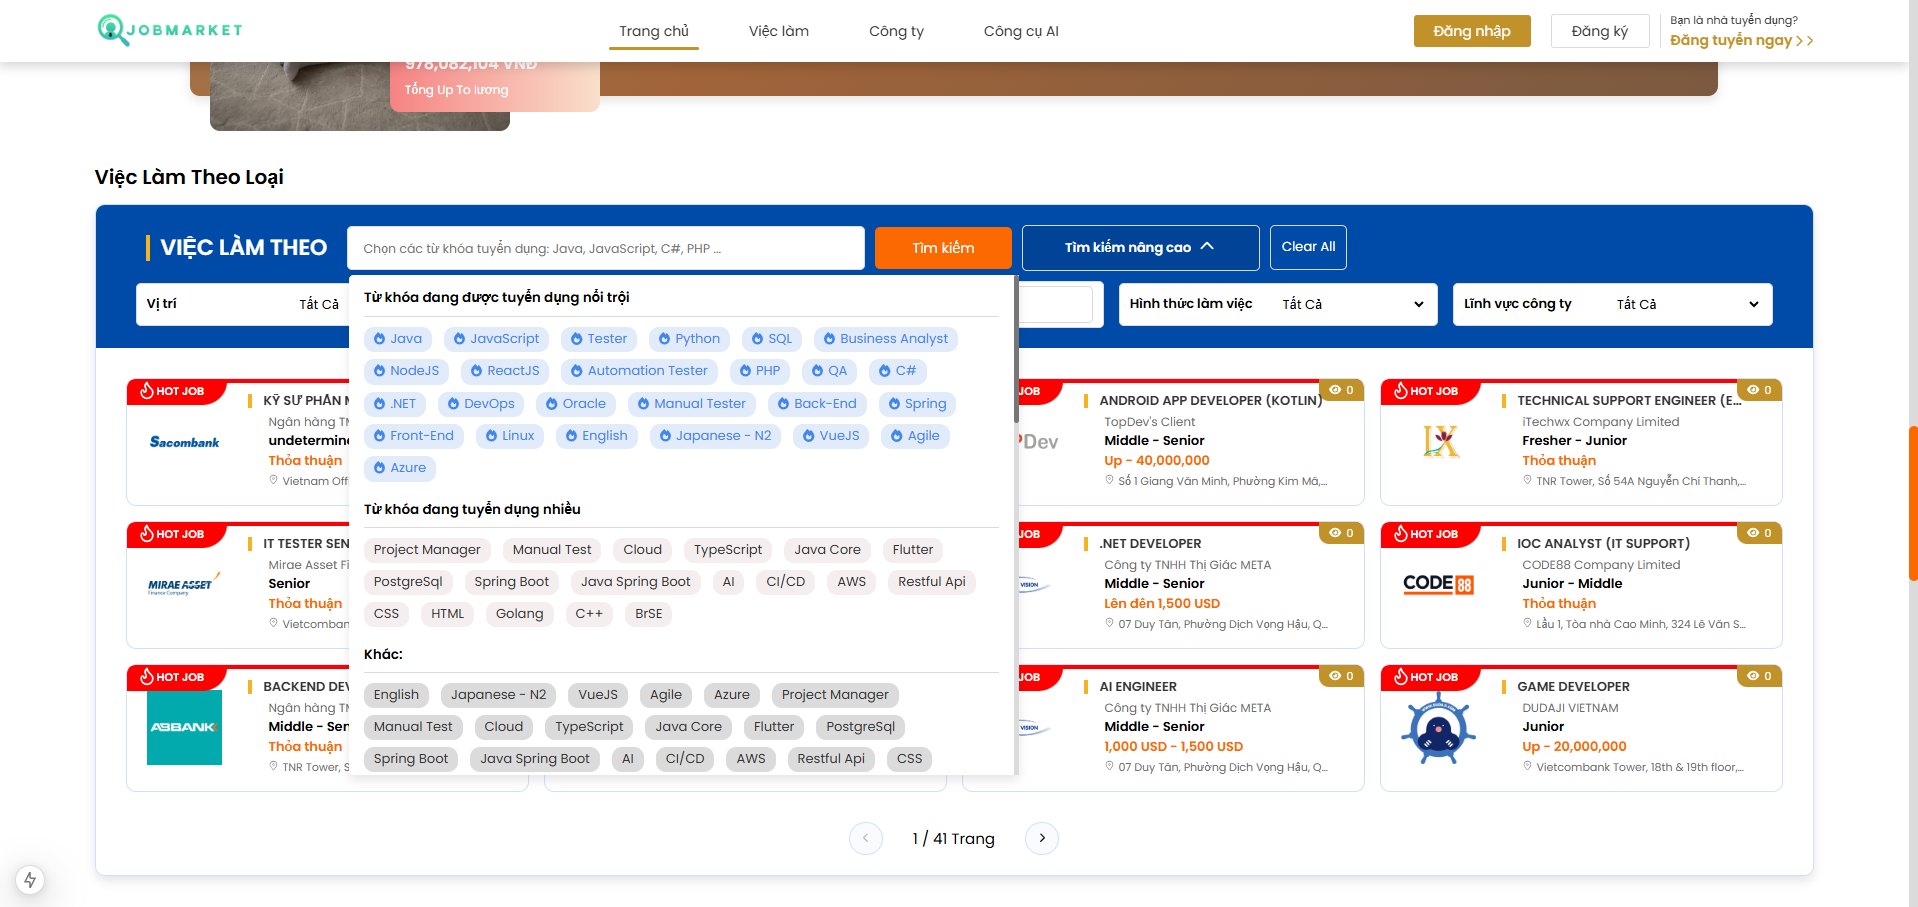 JOBMARKET
Trang chủ
Việc làm
Công ty
Công cụ AI
Đăng nhập
Đăng ký
Bạn là nhà tuyển dụng?
Đăng tuyển ngay
978,082,104 VNĐ
Tổng Up To lương
Việc Làm Theo Loại
VIỆC LÀM THEO
Chọn các từ khóa tuyển dụng: Java, JavaScript, C#, PHP ...
Tìm kiếm
Tìm kiếm nâng cao
Clear All
Vị trí Tất Cả
Hình thức làm việc Tất Cả
Lĩnh vực công ty Tất Cả
Từ khóa đang được tuyển dụng nổi trội
Java JavaScript Tester Python SQL Business Analyst
NodeJS ReactJS Automation Tester PHP QA C#
.NET DevOps Oracle Manual Tester Back-End Spring
Front-End Linux English Japanese - N2 VueJS Agile
Azure
Từ khóa đang tuyển dụng nhiều
Project Manager Manual Test Cloud TypeScript Java Core Flutter
PostgreSql Spring Boot Java Spring Boot AI CI/CD AWS Restful Api
CSS HTML Golang C++ BrSE
Khác:
English Japanese - N2 VueJS Agile Azure Project Manager
Manual Test Cloud TypeScript Java Core Flutter PostgreSql
Spring Boot Java Spring Boot AI CI/CD AWS Restful Api CSS
HOT JOB
Sacombank
KỸ SƯ PHẦN M
Ngân hàng TM
undetermine
Thỏa thuận
Vietnam Offi
JOB
0
Dev
ANDROID APP DEVELOPER (KOTLIN)
TopDev's Client
Middle - Senior
Up - 40,000,000
Số 1 Giang Văn Minh, Phường Kim Mã,...
HOT JOB
0
IX
TECHNICAL SUPPORT ENGINEER (E...
iTechwx Company Limited
Fresher - Junior
Thỏa thuận
TNR Tower, Số 54A Nguyễn Chí Thanh,...
HOT JOB
MIRAE ASSET
Finance Company
IT TESTER SEN
Mirae Asset Fi
Senior
Thỏa thuận
Vietcomban
JOB
0
VISION
.NET DEVELOPER
Công ty TNHH Thị Giác META
Middle - Senior
Lên đến 1,500 USD
07 Duy Tân, Phường Dịch Vọng Hậu, Q...
HOT JOB
0
CODE88
IOC ANALYST (IT SUPPORT)
CODE88 Company Limited
Junior - Middle
Thỏa thuận
Lầu 1, Tòa nhà Cao Minh, 324 Lê Văn S...
HOT JOB
ABBANK
BACKEND DEV
Ngân hàng TM
Middle - Sen
Thỏa thuận
TNR Tower, S
JOB
0
VISION
AI ENGINEER
Công ty TNHH Thị Giác META
Middle - Senior
1,000 USD - 1,500 USD
07 Duy Tân, Phường Dịch Vọng Hậu, Q...
HOT JOB
0
GAME DEVELOPER
DUDAJI VIETNAM
Junior
Up - 20,000,000
Vietcombank Tower, 18th & 19th floor,...
1 / 41 Trang